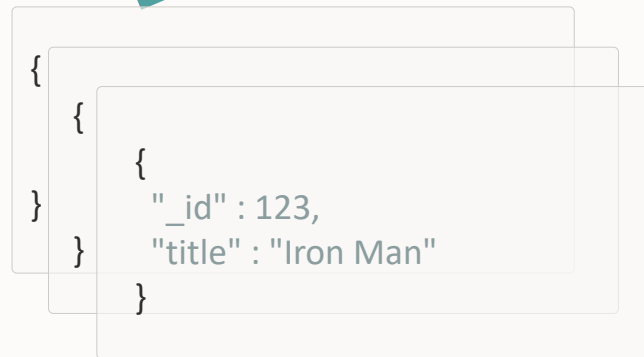 {
{
{
} "_id" : 123,
} "title" : "Iron Man"
}